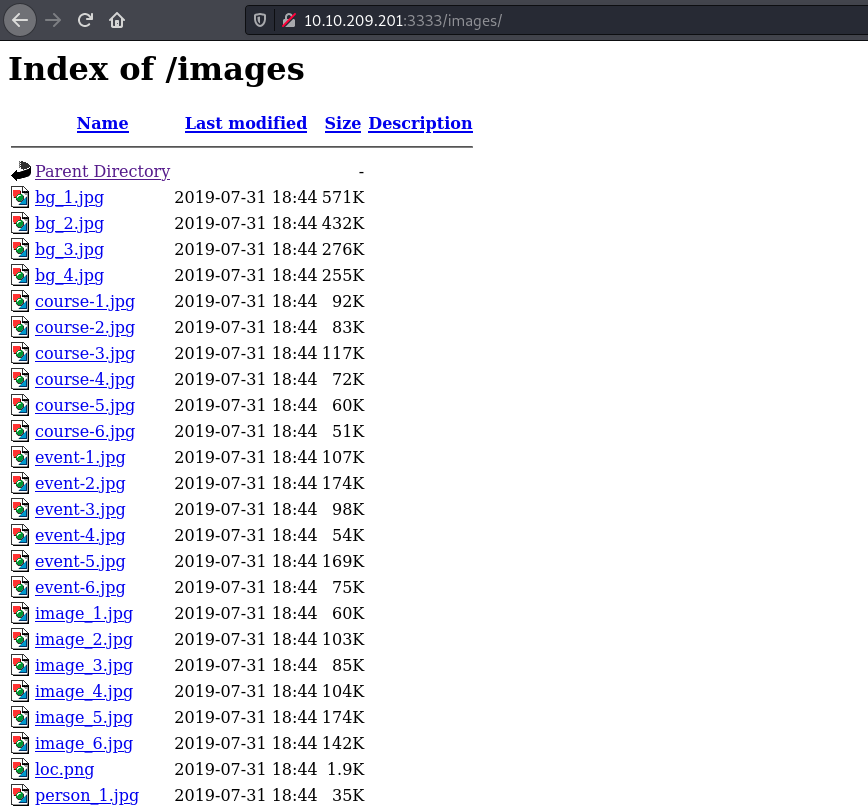 10.10.209.201:3333/images/
Index of /images
Name Last modified Size Description
Parent Directory -
bg_1.jpg 2019-07-31 18:44 571K
bg_2.jpg 2019-07-31 18:44 432K
bg_3.jpg 2019-07-31 18:44 276K
bg_4.jpg 2019-07-31 18:44 255K
course-1.jpg 2019-07-31 18:44 92K
course-2.jpg 2019-07-31 18:44 83K
course-3.jpg 2019-07-31 18:44 117K
course-4.jpg 2019-07-31 18:44 72K
course-5.jpg 2019-07-31 18:44 60K
course-6.jpg 2019-07-31 18:44 51K
event-1.jpg 2019-07-31 18:44 107K
event-2.jpg 2019-07-31 18:44 174K
event-3.jpg 2019-07-31 18:44 98K
event-4.jpg 2019-07-31 18:44 54K
event-5.jpg 2019-07-31 18:44 169K
event-6.jpg 2019-07-31 18:44 75K
image_1.jpg 2019-07-31 18:44 60K
image_2.jpg 2019-07-31 18:44 103K
image_3.jpg 2019-07-31 18:44 85K
image_4.jpg 2019-07-31 18:44 104K
image_5.jpg 2019-07-31 18:44 174K
image_6.jpg 2019-07-31 18:44 142K
loc.png 2019-07-31 18:44 1.9K
person_1.jpg 2019-07-31 18:44 35K